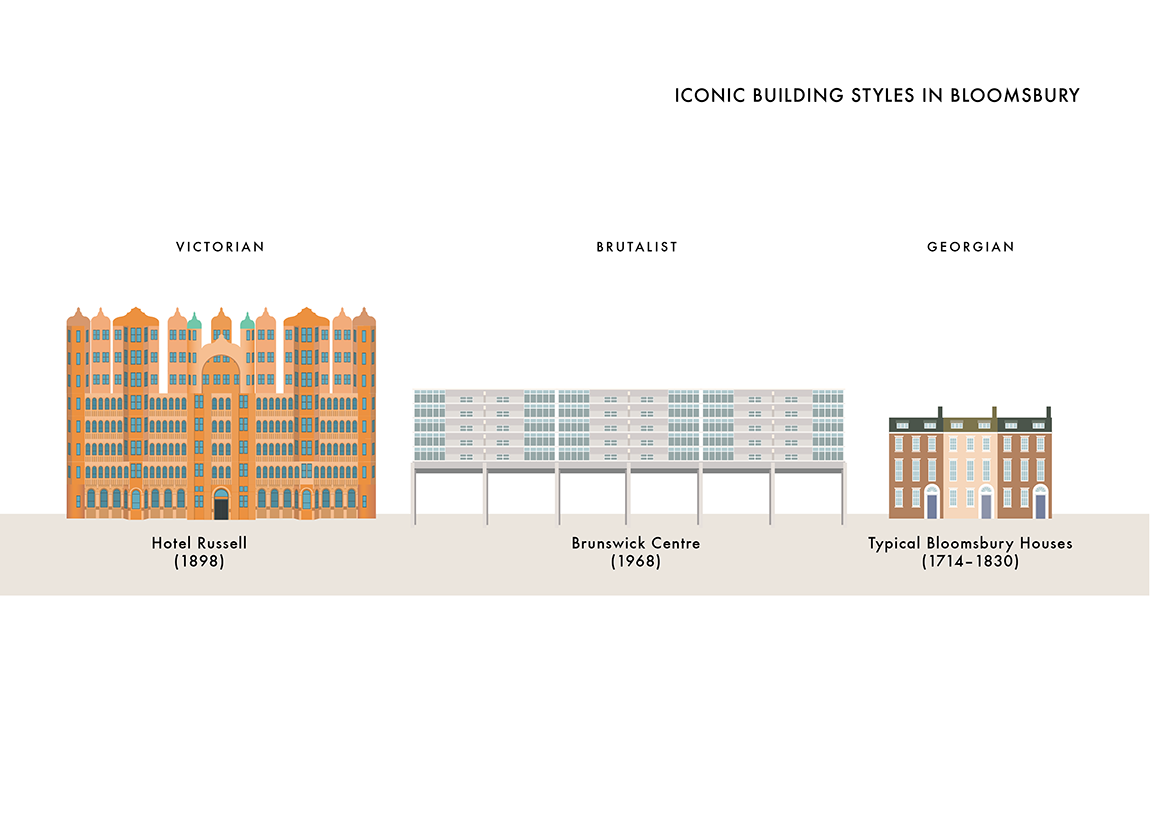 ICONIC BUILDING STYLES IN BLOOMSBURY
VICTORIAN
BRUTALIST
GEORGIAN
Hotel Russell
(1898)
Brunswick Centre
(1968)
Typical Bloomsbury Houses
(1714–1830)